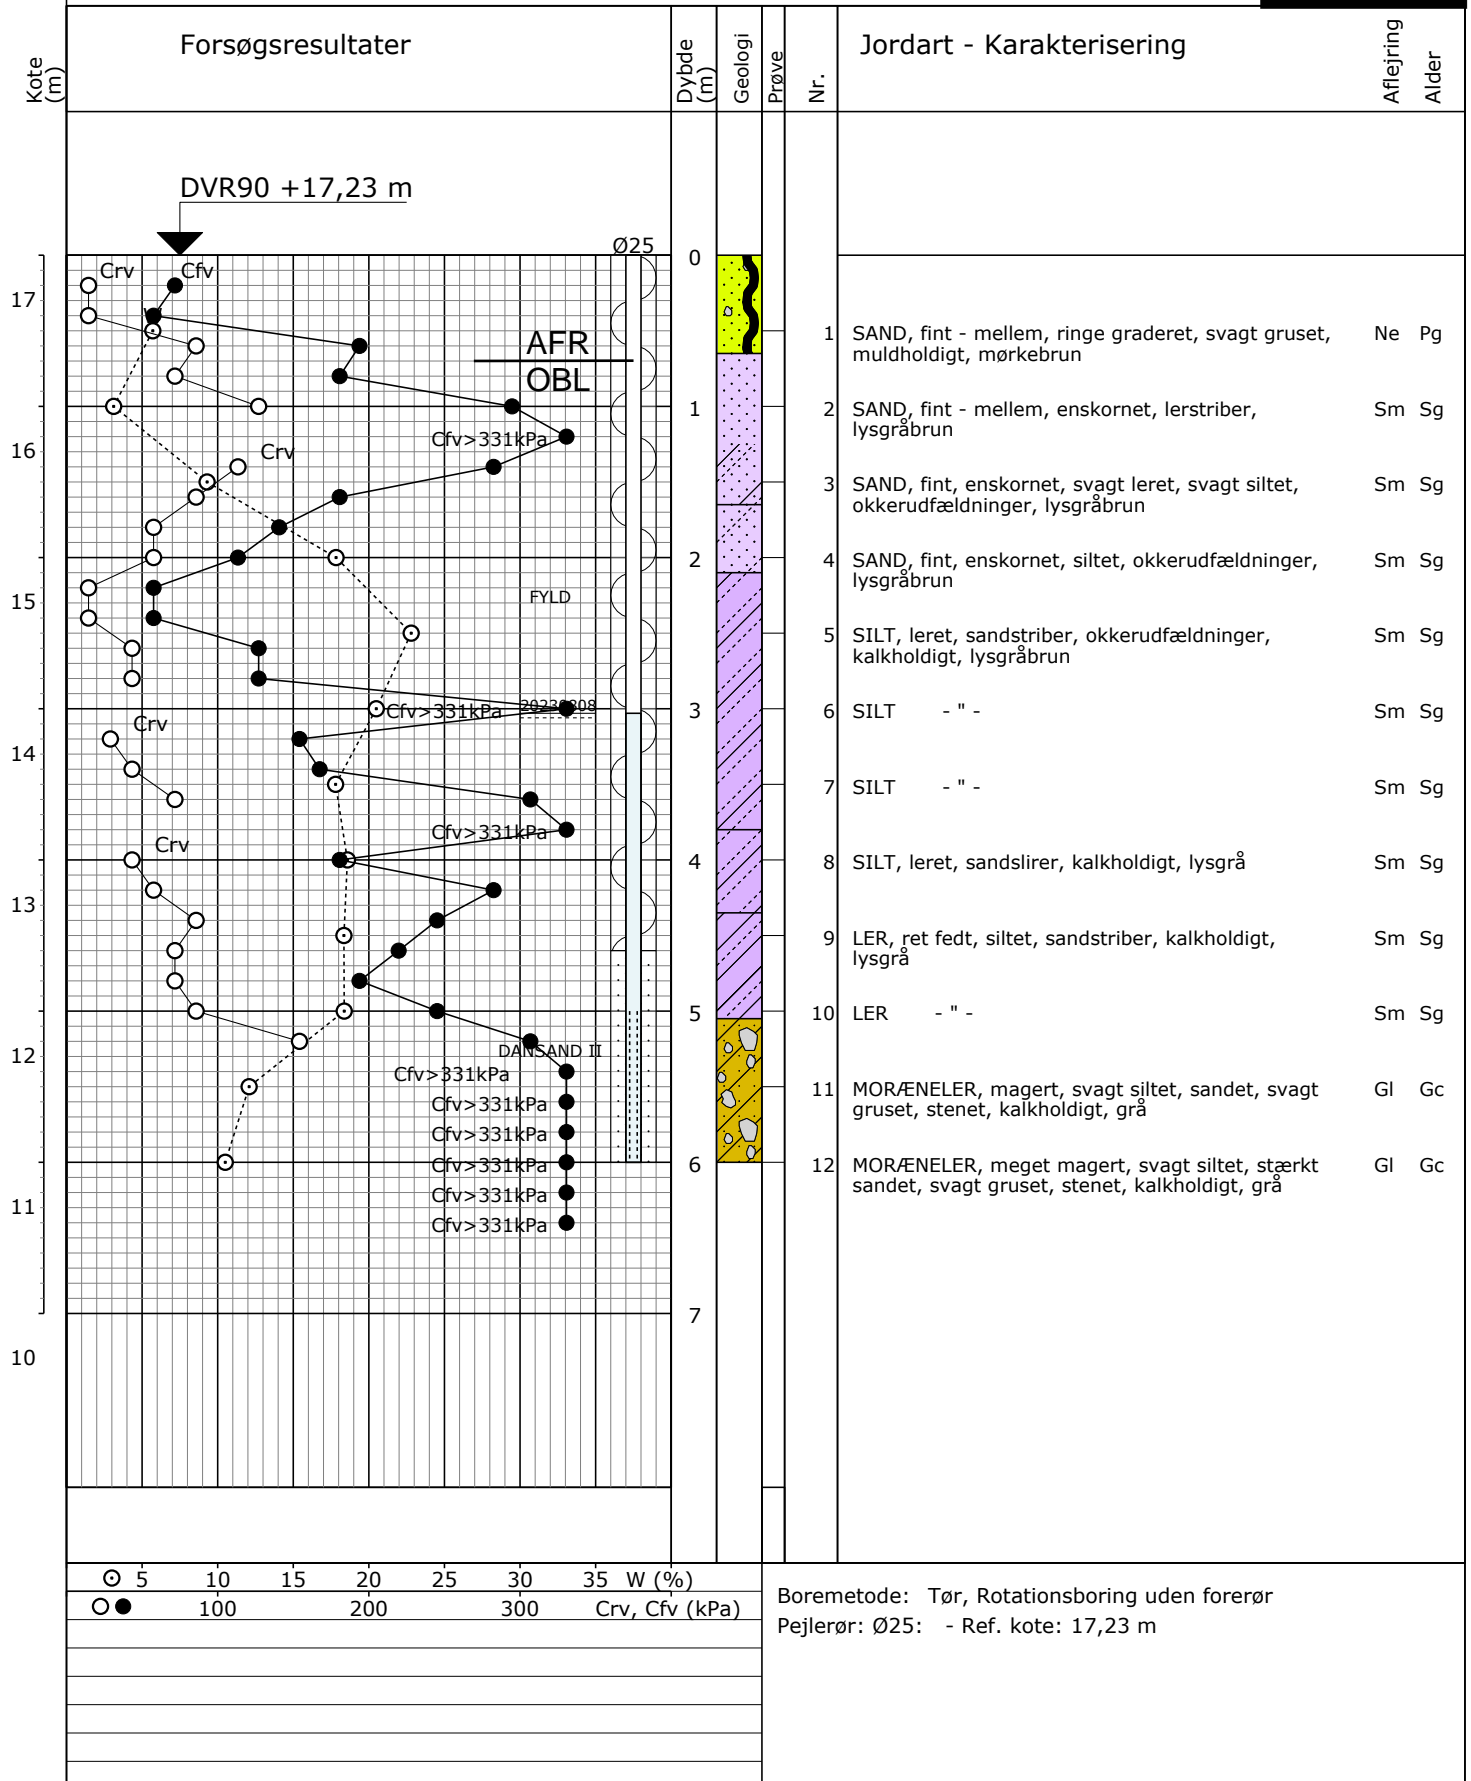 Kote (m)
Forsøgsresultater
Dybde (m)
Geologi
Prøve
Nr.
Jordart - Karakterisering
Aflejring
Alder
DVR90 +17,23 m
Ø25
0
Crv
Cfv
17
AFR
OBL
1 SAND, fint - mellem, ringe graderet, svagt gruset, Ne Pg
muldholdigt, mørkebrun
1
2 SAND, fint - mellem, enskornet, lerstriber, Sm Sg
lysgråbrun
Cfv>331kPa
16
Crv
3 SAND, fint, enskornet, svagt leret, svagt siltet, Sm Sg
okkerudfældninger, lysgråbrun
2
4 SAND, fint, enskornet, siltet, okkerudfældninger, Sm Sg
lysgråbrun
15
FYLD
5 SILT, leret, sandstriber, okkerudfældninger, Sm Sg
kalkholdigt, lysgråbrun
Cfv>331kPa
20230808
3
6 SILT - " - Sm Sg
Crv
14
7 SILT - " - Sm Sg
Cfv>331kPa
Crv
4
8 SILT, leret, sandslirer, kalkholdigt, lysgrå Sm Sg
13
9 LER, ret fedt, siltet, sandstriber, kalkholdigt, Sm Sg
lysgrå
5
10 LER - " - Sm Sg
DANSAND II
12
Cfv>331kPa
11 MORÆNELER, magert, svagt siltet, sandet, svagt Gl Gc
gruset, stenet, kalkholdigt, grå
Cfv>331kPa
Cfv>331kPa
Cfv>331kPa
6
12 MORÆNELER, meget magert, svagt siltet, stærkt Gl Gc
sandet, svagt gruset, stenet, kalkholdigt, grå
Cfv>331kPa
11
Cfv>331kPa
7
10
5 10 15 20 25 30 35 W (%)
100 200 300 Crv, Cfv (kPa)
Boremetode: Tør, Rotationsboring uden forerør
Pejlerør: Ø25: - Ref. kote: 17,23 m